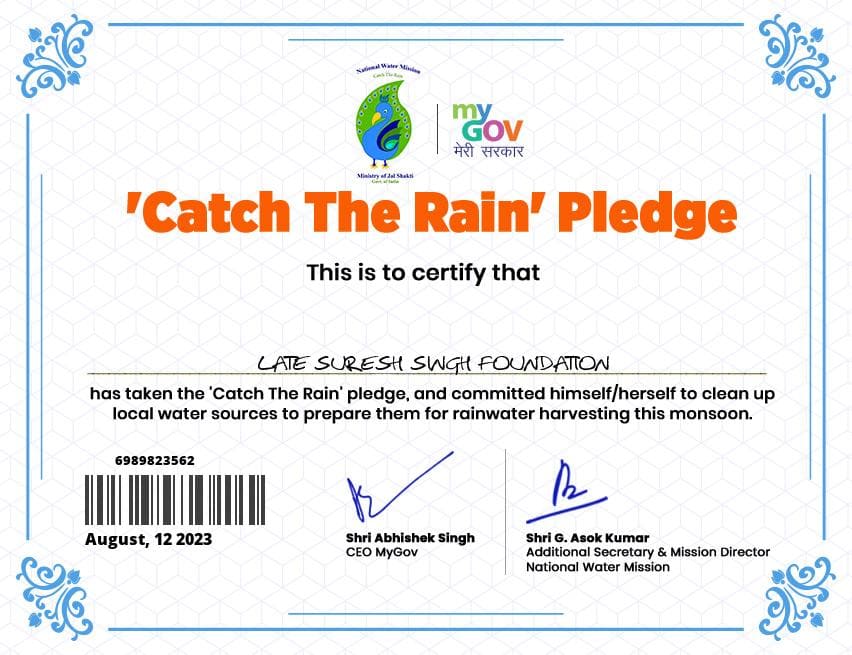 National Water Mission
Catch The Rain
my
GOV
मेरी सरकार
Ministry of Jal Shakti
Govt. of India
'Catch The Rain' Pledge
This is to certify that
LATE SURESH SINGH FOUNDATION
has taken the 'Catch The Rain' pledge, and committed himself/herself to clean up
local water sources to prepare them for rainwater harvesting this monsoon.
6989823562
August, 12 2023
Shri Abhishek Singh
CEO MyGov
Shri G. Asok Kumar
Additional Secretary & Mission Director
National Water Mission